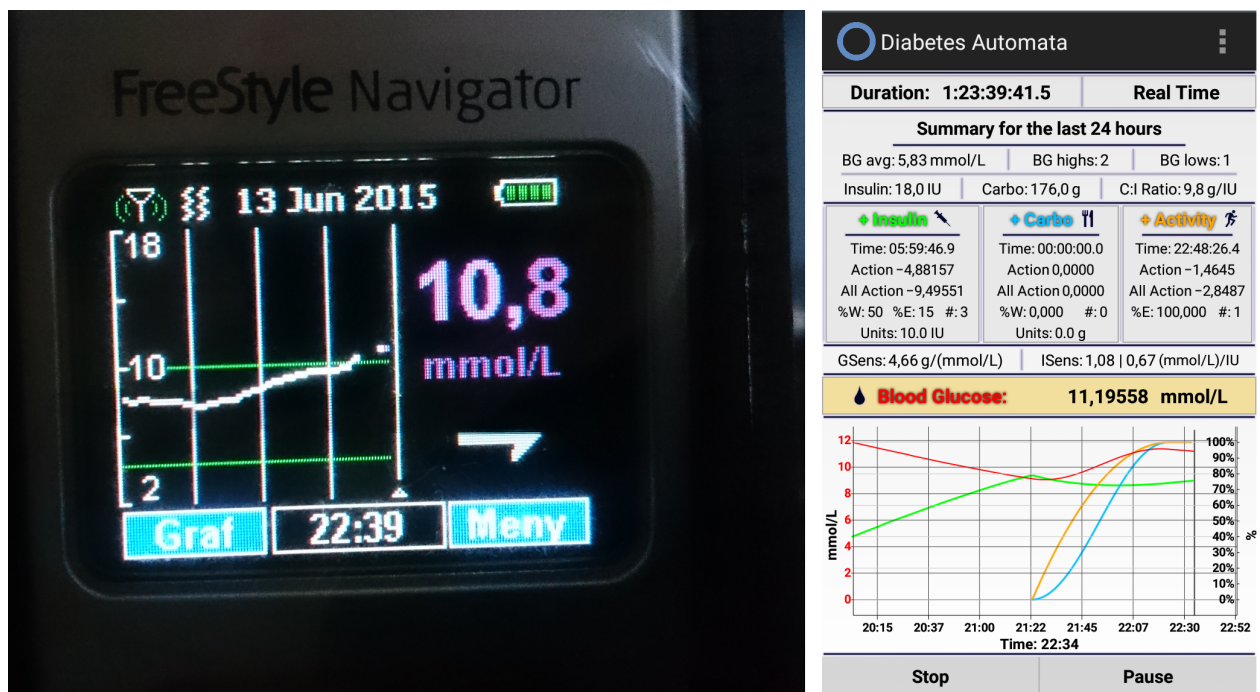 FreeStyle Navigator
13 Jun 2015
18
10,8
10
mmol/L
2
Graf 22:39 Meny
Diabetes Automata
Duration: 1:23:39:41.5 Real Time
Summary for the last 24 hours
BG avg: 5,83 mmol/L BG highs: 2 BG lows: 1
Insulin: 18,0 IU Carbo: 176,0 g C:I Ratio: 9,8 g/IU
+ Insulin + Carbo + Activity
Time: 05:59:46.9 Time: 00:00:00.0 Time: 22:48:26.4
Action −4,88157 Action 0,0000 Action −1,4645
All Action −9,49551 All Action 0,0000 All Action −2,8487
%W: 50 %E: 15 #: 3 %W: 0,000 #: 0 %E: 100,000 #: 1
Units: 10.0 IU Units: 0.0 g
GSens: 4,66 g/(mmol/L) ISens: 1,08 | 0,67 (mmol/L)/IU
Blood Glucose: 11,19558 mmol/L
12 100%
90%
10 80%
8 70%
60%
6 50%
4 40%
30%
2 20%
10%
0 0%
mmol/L
%
20:15 20:37 21:00 21:22 21:45 22:07 22:30 22:52
Time: 22:34
Stop Pause